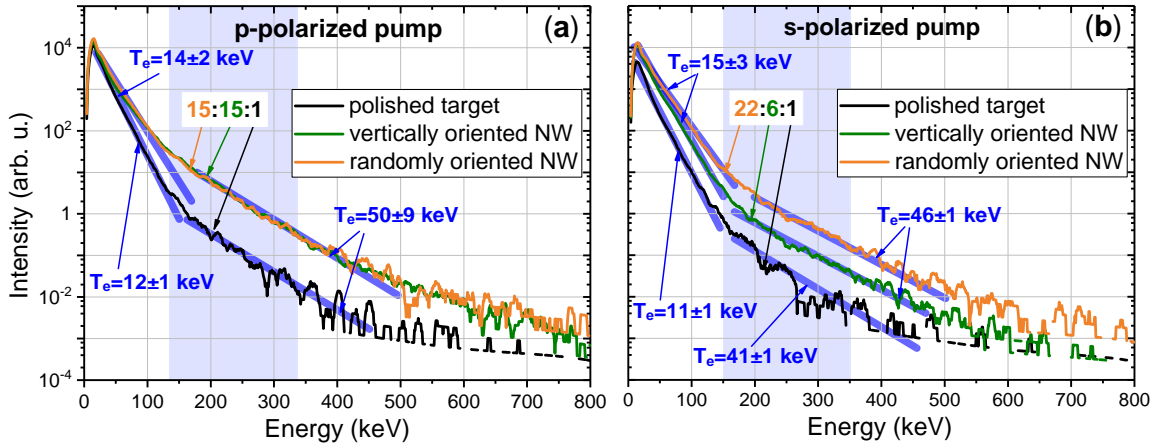 p-polarized pump
(a)
T_e=14±2 keV
15:15:1
polished target
vertically oriented NW
randomly oriented NW
T_e=50±9 keV
T_e=12±1 keV
Intensity (arb. u.)
10^4
10^2
1
10^-2
10^-4
0 100 200 300 400 500 600 700 800
Energy (keV)
s-polarized pump
(b)
T_e=15±3 keV
22:6:1
polished target
vertically oriented NW
randomly oriented NW
T_e=46±1 keV
T_e=11±1 keV
T_e=41±1 keV
0 100 200 300 400 500 600 700 800
Energy (keV)